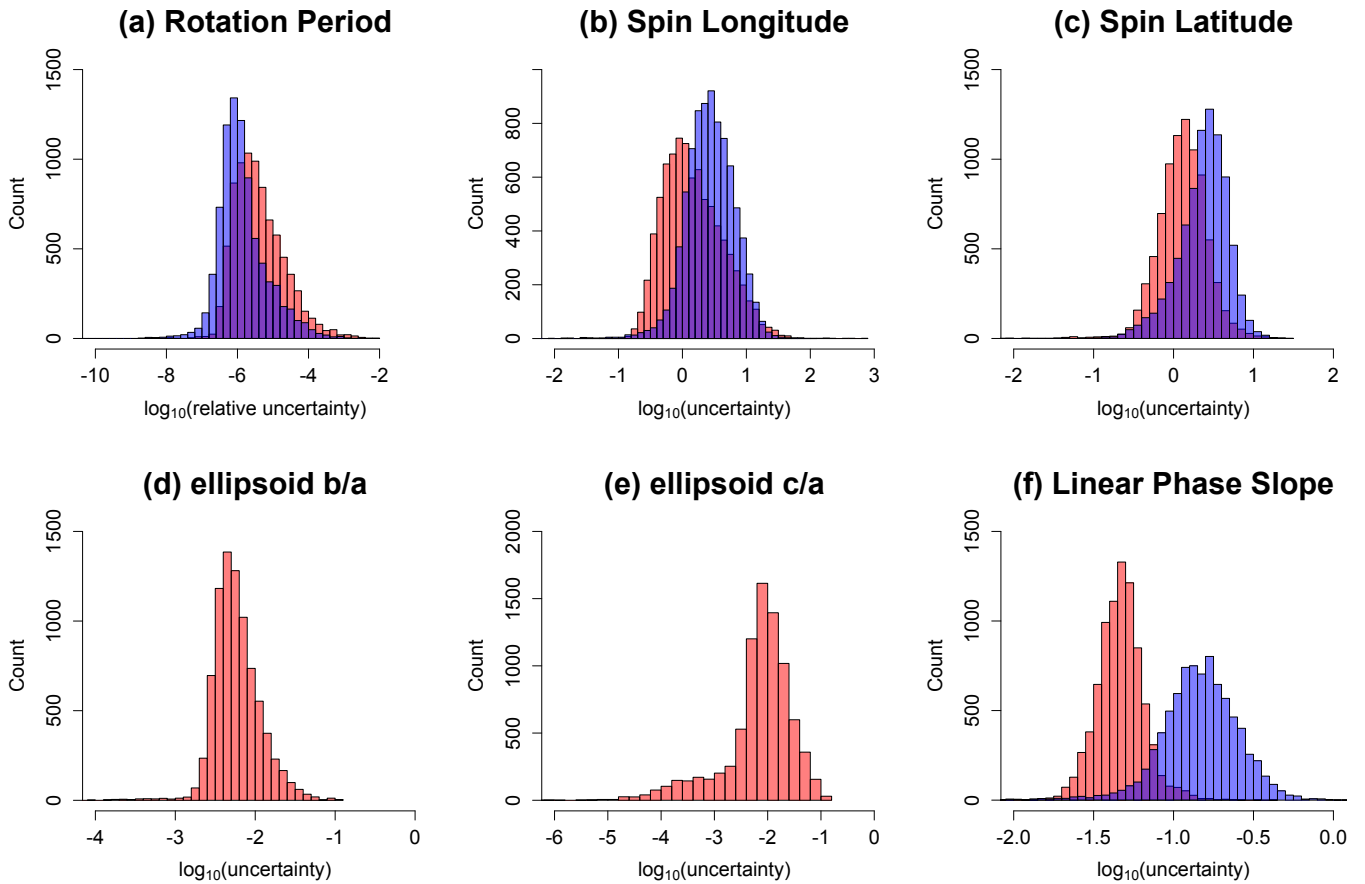 (a) Rotation Period
Count
0 500 1000 1500
-10 -8 -6 -4 -2
log10(relative uncertainty)
(b) Spin Longitude
Count
0 200 400 600 800
-2 -1 0 1 2 3
log10(uncertainty)
(c) Spin Latitude
Count
0 500 1000 1500
-2 -1 0 1 2
log10(uncertainty)
(d) ellipsoid b/a
Count
0 500 1000 1500
-4 -3 -2 -1 0
log10(uncertainty)
(e) ellipsoid c/a
Count
0 500 1000 1500 2000
-6 -5 -4 -3 -2 -1 0
log10(uncertainty)
(f) Linear Phase Slope
Count
0 500 1000 1500
-2.0 -1.5 -1.0 -0.5 0.0
log10(uncertainty)